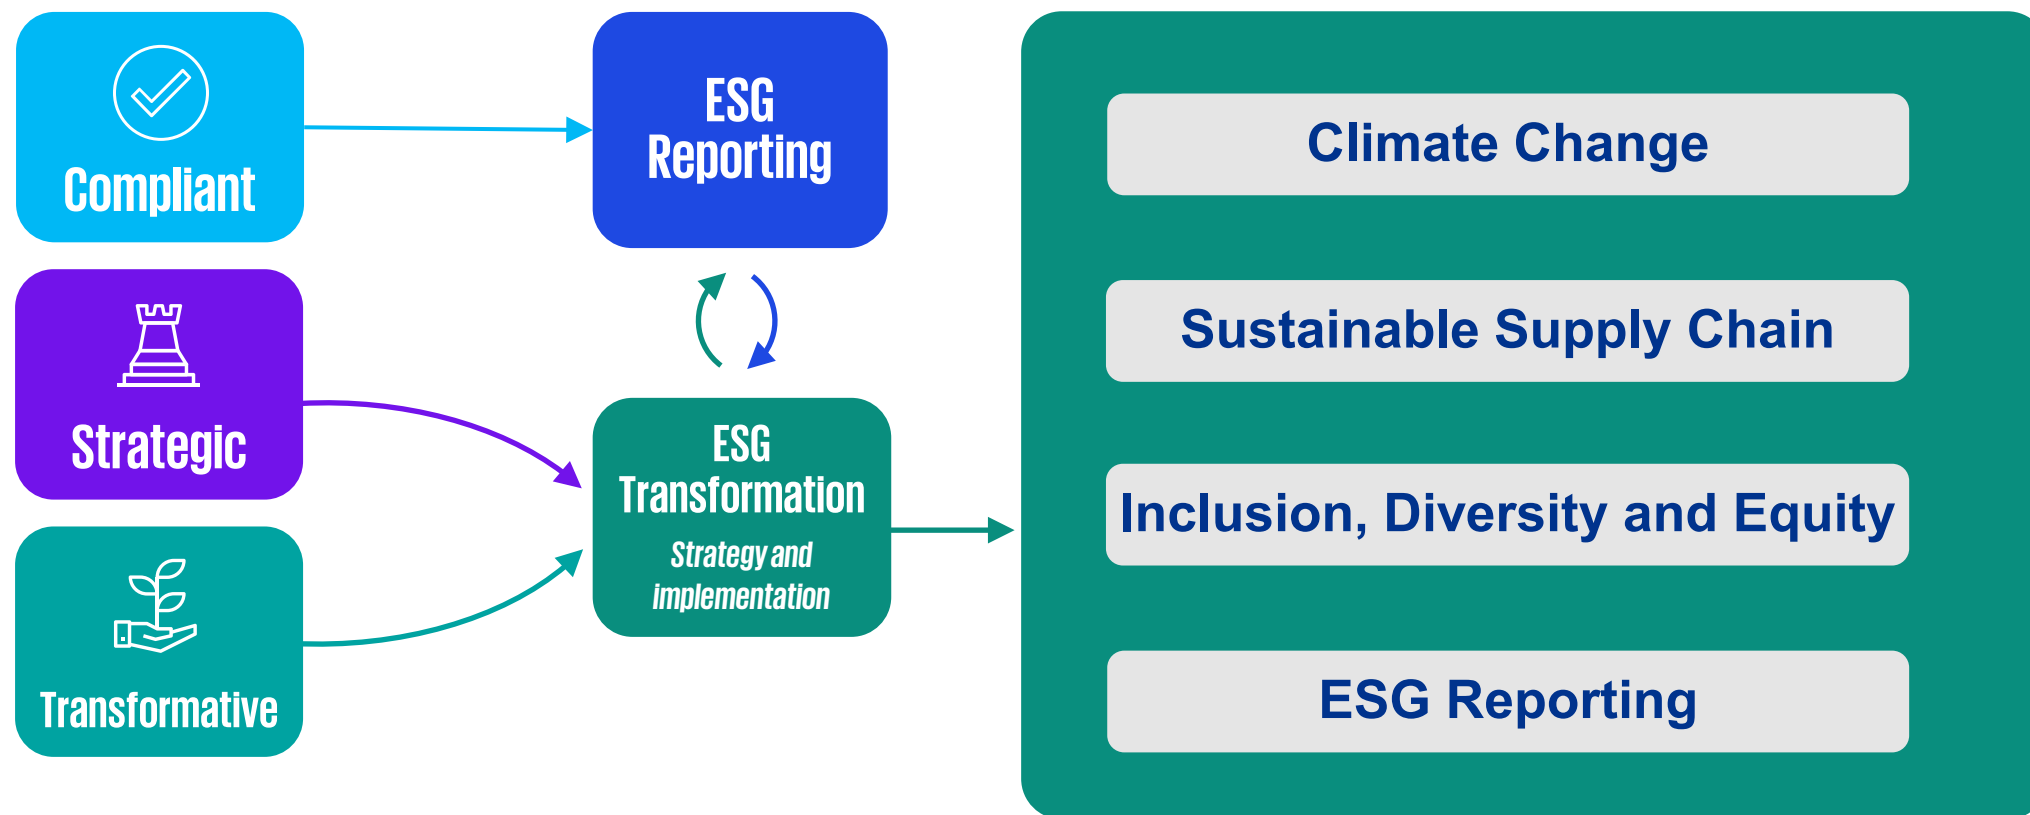 Compliant
Strategic
Transformative
ESG
Reporting
ESG
Transformation
Strategy and
implementation
Climate Change
Sustainable Supply Chain
Inclusion, Diversity and Equity
ESG Reporting